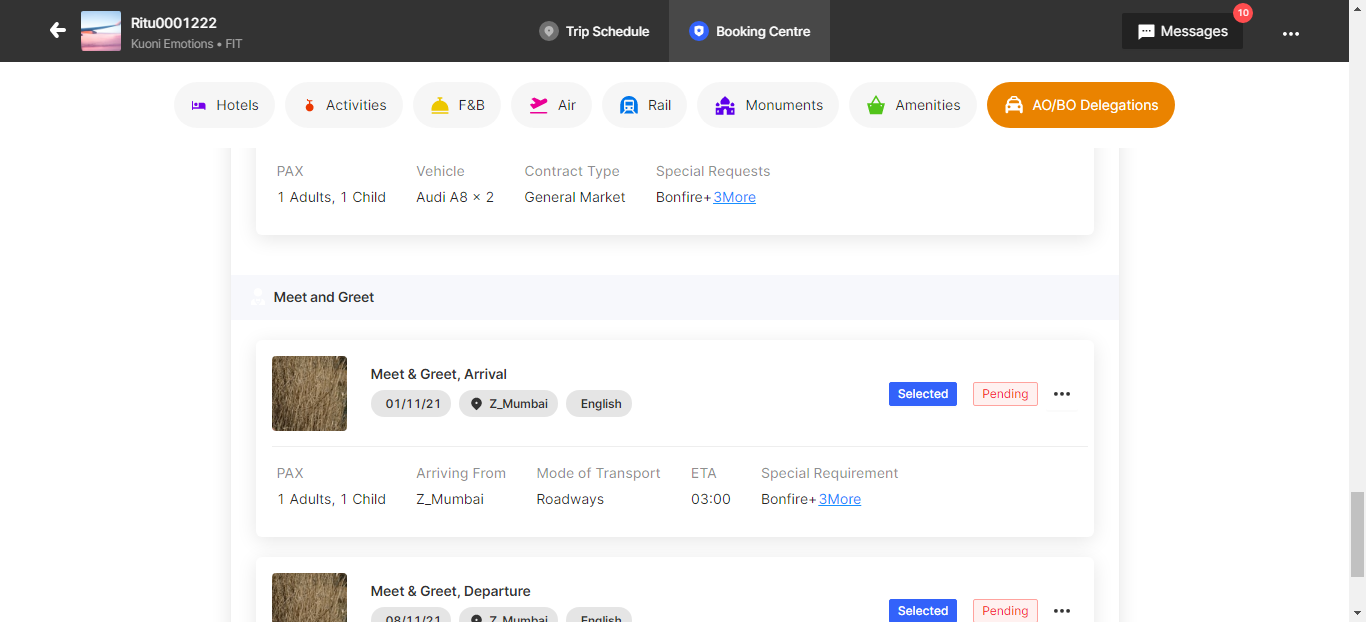 Ritu0001222
Kuoni Emotions • FIT
Trip Schedule
Booking Centre
Messages
10
Hotels
Activities
F&B
Air
Rail
Monuments
Amenities
AO/BO Delegations
PAX Vehicle Contract Type Special Requests
1 Adults, 1 Child Audi A8 × 2 General Market Bonfire+3More
Meet and Greet
Meet & Greet, Arrival
01/11/21 Z_Mumbai English
Selected Pending
PAX Arriving From Mode of Transport ETA Special Requirement
1 Adults, 1 Child Z_Mumbai Roadways 03:00 Bonfire+3More
Meet & Greet, Departure
08/11/21 Z_Mumbai English
Selected Pending